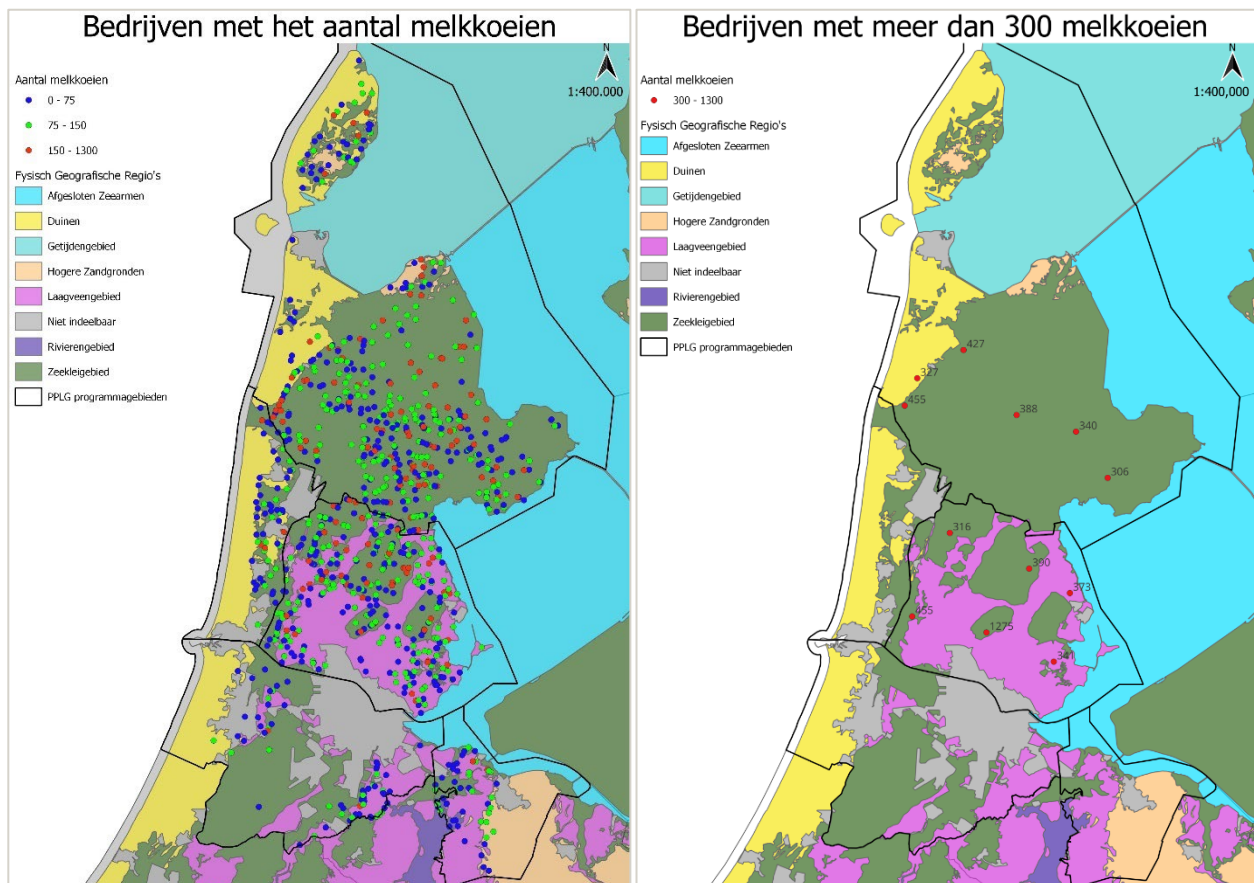 Bedrijven met het aantal melkkoeien
N
1:400.000
Aantal melkkoeien
0 - 75
75 - 150
150 - 1300
Fysisch Geografische Regio's
Afgesloten Zeearmen
Duinen
Getijdengebied
Hogere Zandgronden
Laagveengebied
Niet indeelbaar
Rivierengebied
Zeekleigebied
PPLG programmagebieden
Bedrijven met meer dan 300 melkkoeien
N
1:400,000
Aantal melkkoeien
300 - 1300
Fysisch Geografische Regio's
Afgesloten Zeearmen
Duinen
Getijdengebied
Hogere Zandgronden
Laagveengebied
Niet indeelbaar
Rivierengebied
Zeekleigebied
PPLG programmagebieden
427
327
455
388
340
306
316
390
373
455
1275
341